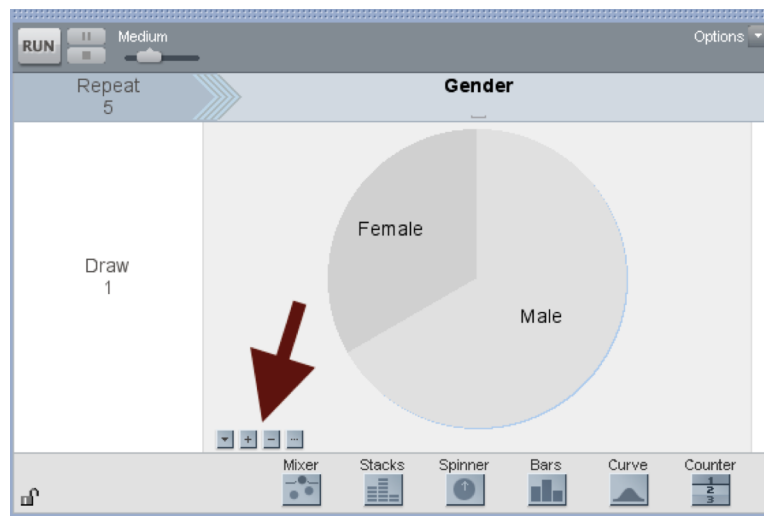 RUN
Medium
Options
Repeat
5
Gender
Female
Draw
1
Male
Mixer
Stacks
Spinner
Bars
Curve
Counter
1
2
3